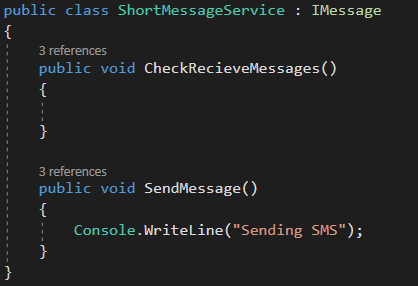 public class ShortMessageService : IMessage
{
3 references
public void CheckRecieveMessages()
{
}
3 references
public void SendMessage()
{
Console.WriteLine("Sending SMS");
}
}